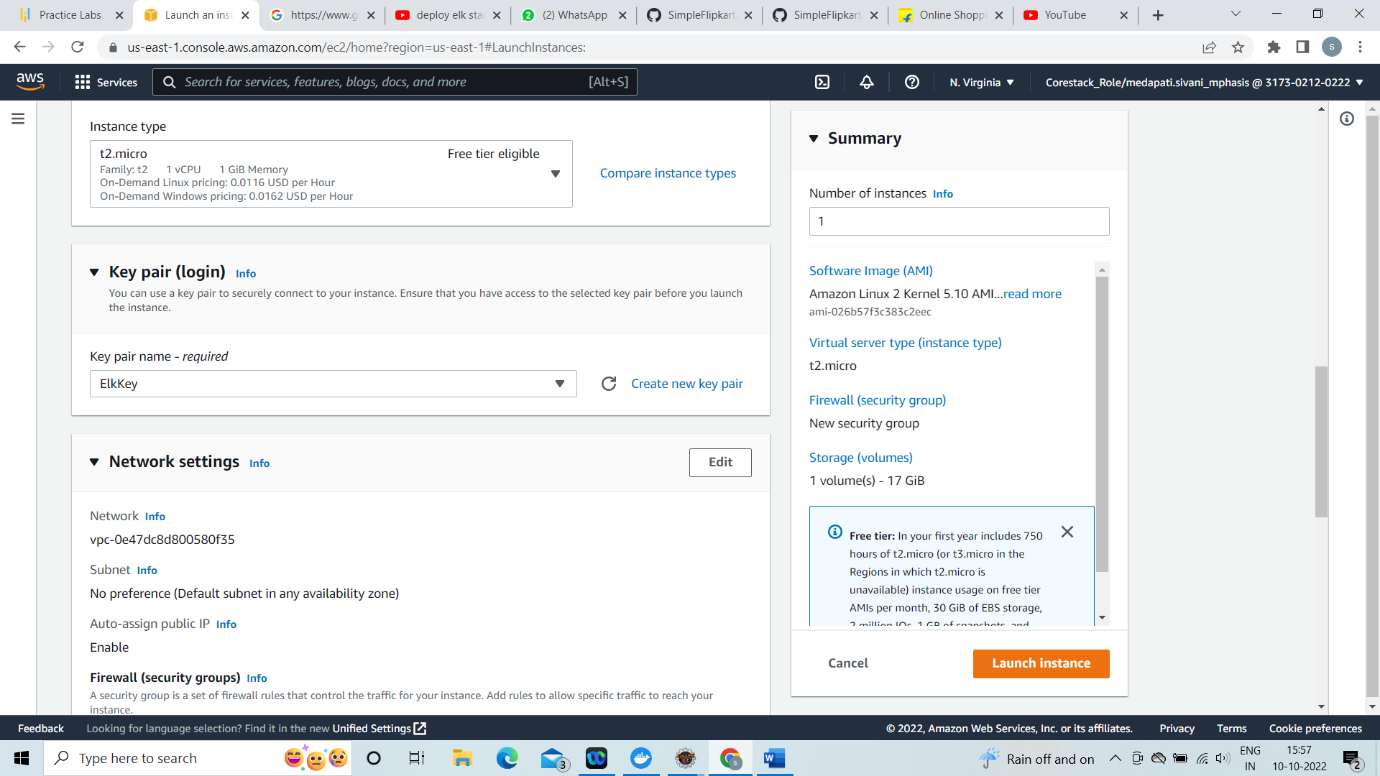 Practice Labs
Launch an inst
https://www.g
deploy elk sta
(2) WhatsApp
SimpleFlipkart
SimpleFlipkart
Online Shoppi
YouTube
us-east-1.console.aws.amazon.com/ec2/home?region=us-east-1#LaunchInstances:
S
aws
Services
Search for services, features, blogs, docs, and more
[Alt+S]
N. Virginia
Corestack_Role/medapati.sivani_mphasis @ 3173-0212-0222
Instance type
t2.micro
Free tier eligible
Family: t2 1 vCPU 1 GiB Memory
On-Demand Linux pricing: 0.0116 USD per Hour
On-Demand Windows pricing: 0.0162 USD per Hour
Compare instance types
Key pair (login) Info
You can use a key pair to securely connect to your instance. Ensure that you have access to the selected key pair before you launch
the instance.
Key pair name - required
ElkKey
Create new key pair
Network settings Info
Edit
Network Info
vpc-0e47dc8d800580f35
Subnet Info
No preference (Default subnet in any availability zone)
Auto-assign public IP Info
Enable
Firewall (security groups) Info
A security group is a set of firewall rules that control the traffic for your instance. Add rules to allow specific traffic to reach your
instance.
Summary
Number of instances Info
1
Software Image (AMI)
Amazon Linux 2 Kernel 5.10 AMI...read more
ami-026b57f3c383c2eec
Virtual server type (instance type)
t2.micro
Firewall (security group)
New security group
Storage (volumes)
1 volume(s) - 17 GiB
Free tier: In your first year includes 750
hours of t2.micro (or t3.micro in the
Regions in which t2.micro is
unavailable) instance usage on free tier
AMIs per month, 30 GiB of EBS storage,
2 million IOs, 1 GB of snapshots, and
Cancel
Launch instance
Feedback
Looking for language selection? Find it in the new Unified Settings
© 2022, Amazon Web Services, Inc. or its affiliates.
Privacy
Terms
Cookie preferences
Type here to search
3
Rain off and on
ENG
IN
15:57
10-10-2022
2